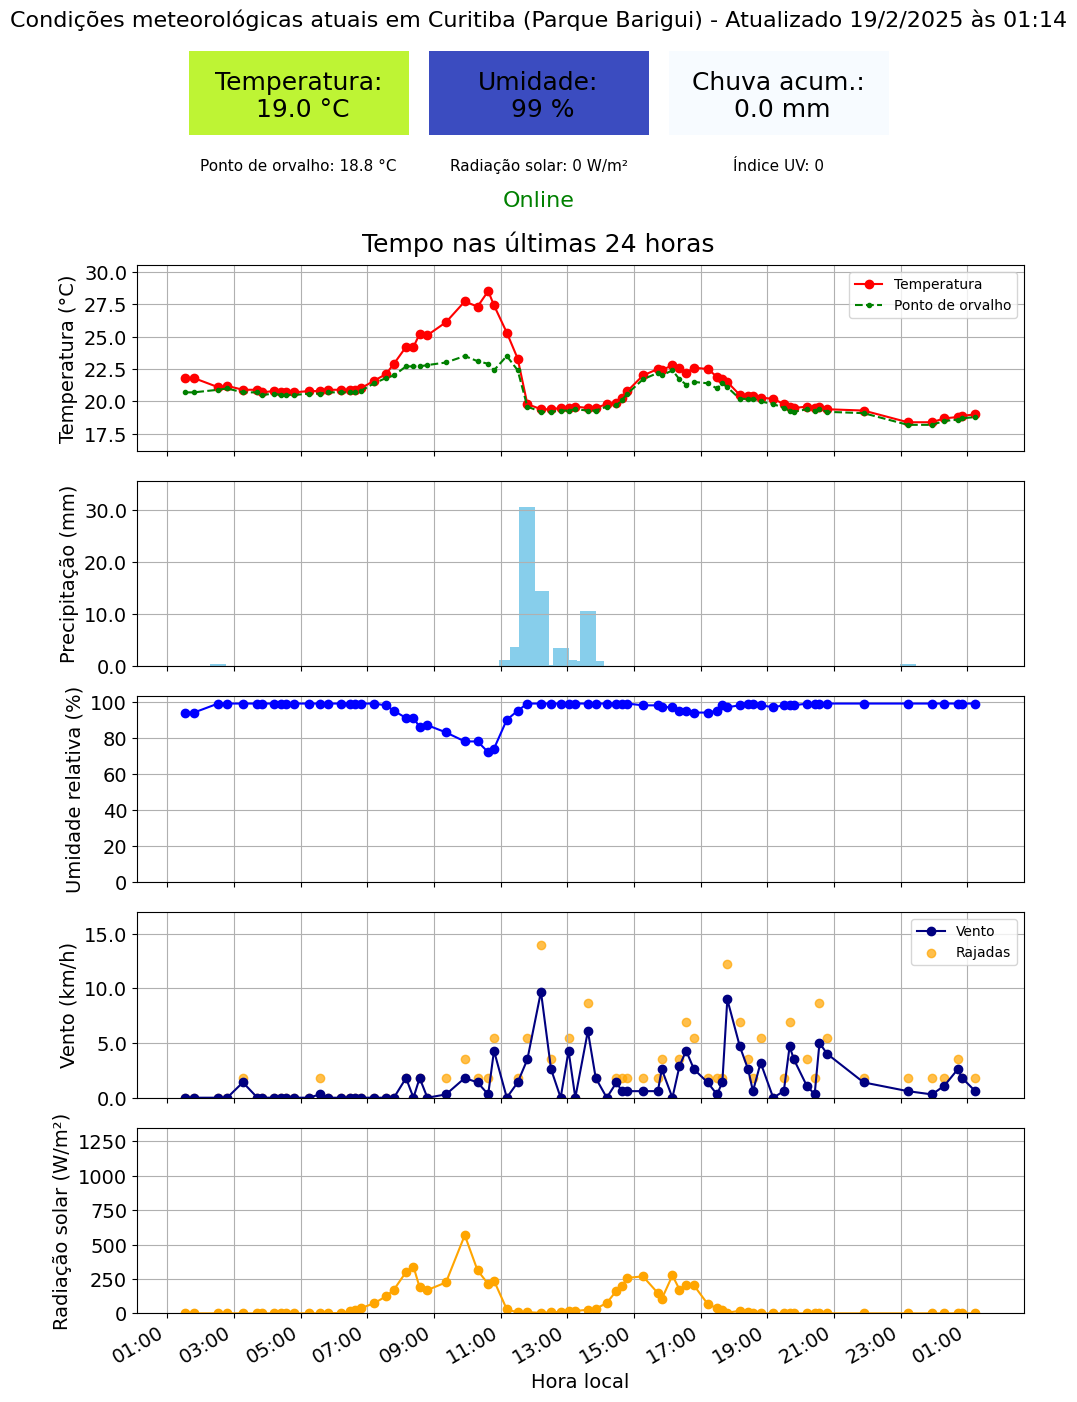 Condições meteorológicas atuais em Curitiba (Parque Barigui) - Atualizado 19/2/2025 às 01:14
Temperatura:
19.0 °C
Umidade:
99 %
Chuva acum.:
0.0 mm
Ponto de orvalho: 18.8 °C
Radiação solar: 0 W/m²
Índice UV: 0
Online
Tempo nas últimas 24 horas
Temperatura (°C)
30.0
27.5
25.0
22.5
20.0
17.5
Temperatura
Ponto de orvalho
Precipitação (mm)
30.0
20.0
10.0
0.0
Umidade relativa (%)
100
80
60
40
20
0
Vento (km/h)
15.0
10.0
5.0
0.0
Vento
Rajadas
Radiação solar (W/m²)
1250
1000
750
500
250
0
01:00
03:00
05:00
07:00
09:00
11:00
13:00
15:00
17:00
19:00
21:00
23:00
01:00
Hora local